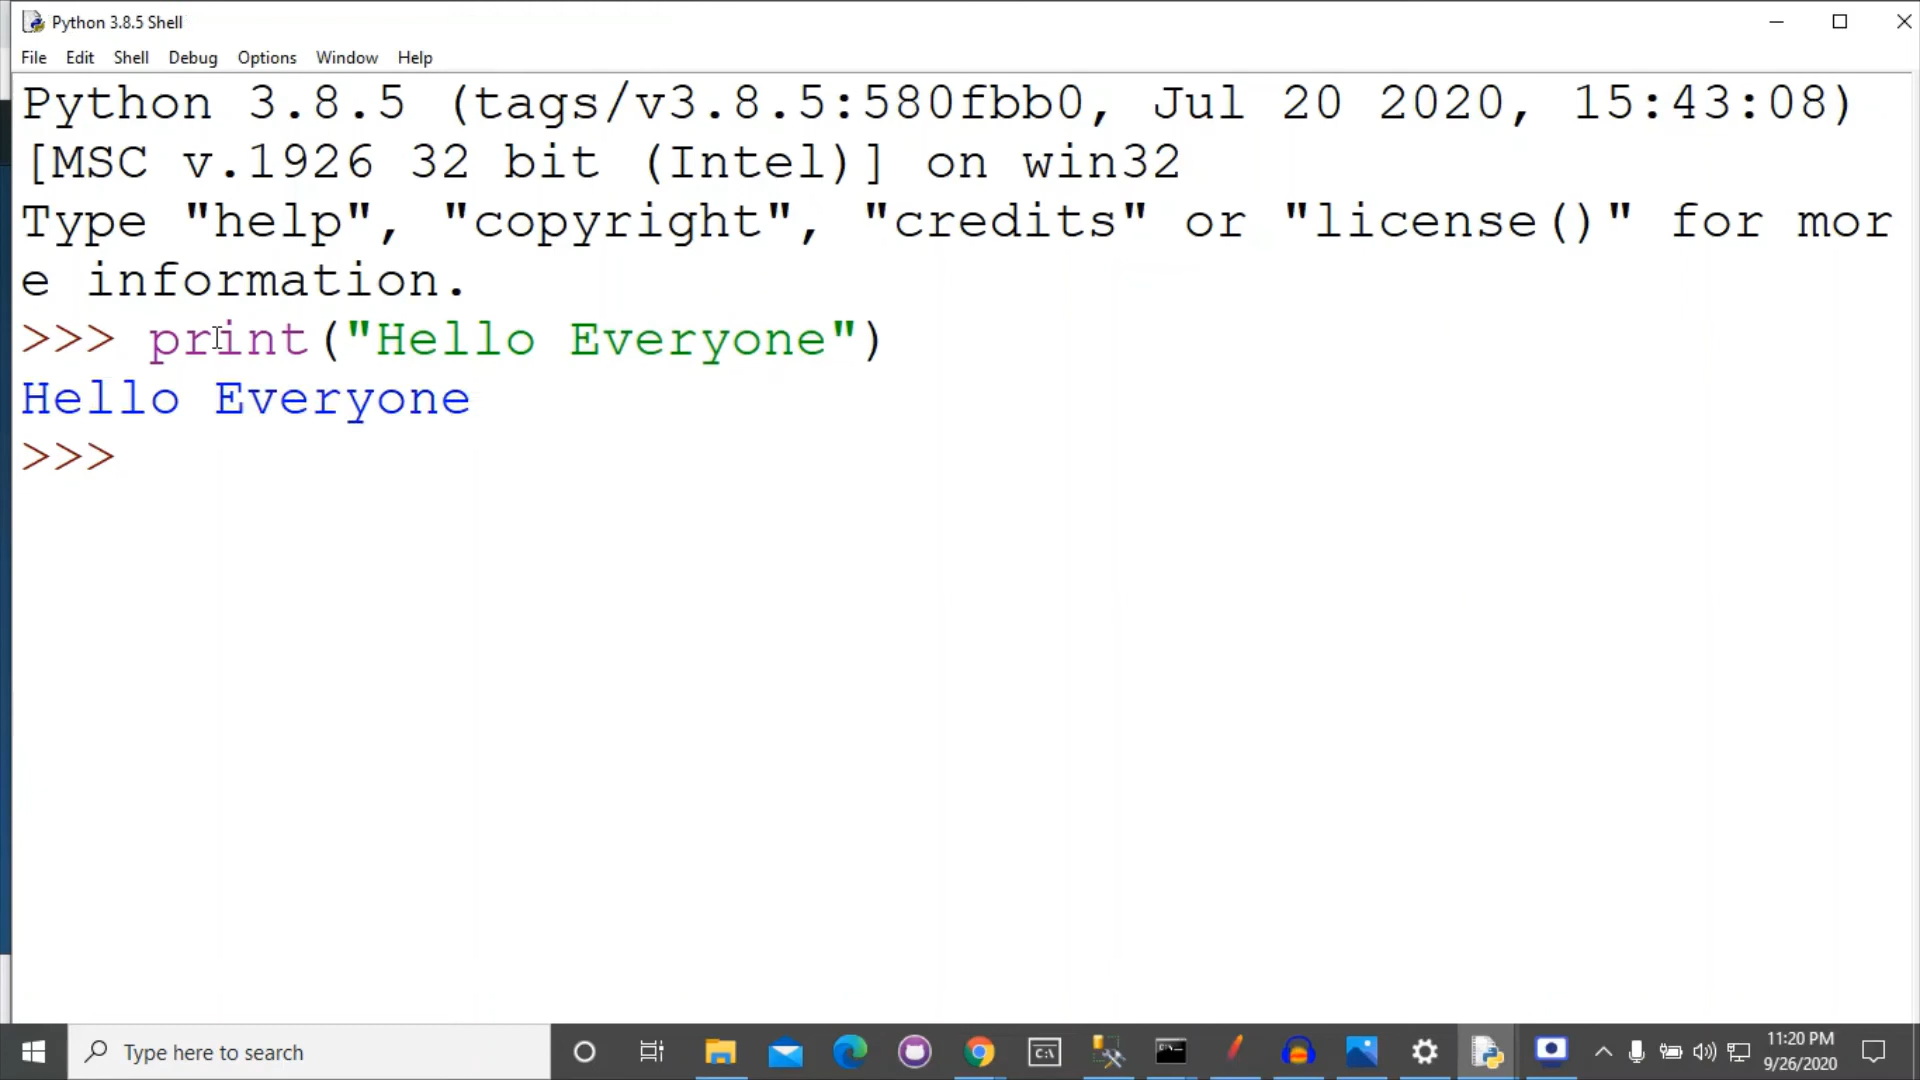 Python 3.8.5 Shell
File Edit Shell Debug Options Window Help
Python 3.8.5 (tags/v3.8.5:580fbb0, Jul 20 2020, 15:43:08)
[MSC v.1926 32 bit (Intel)] on win32
Type "help", "copyright", "credits" or "license()" for mor
e information.
>>> print("Hello Everyone")
Hello Everyone
>>>
Type here to search
C:\
11:20 PM
9/26/2020